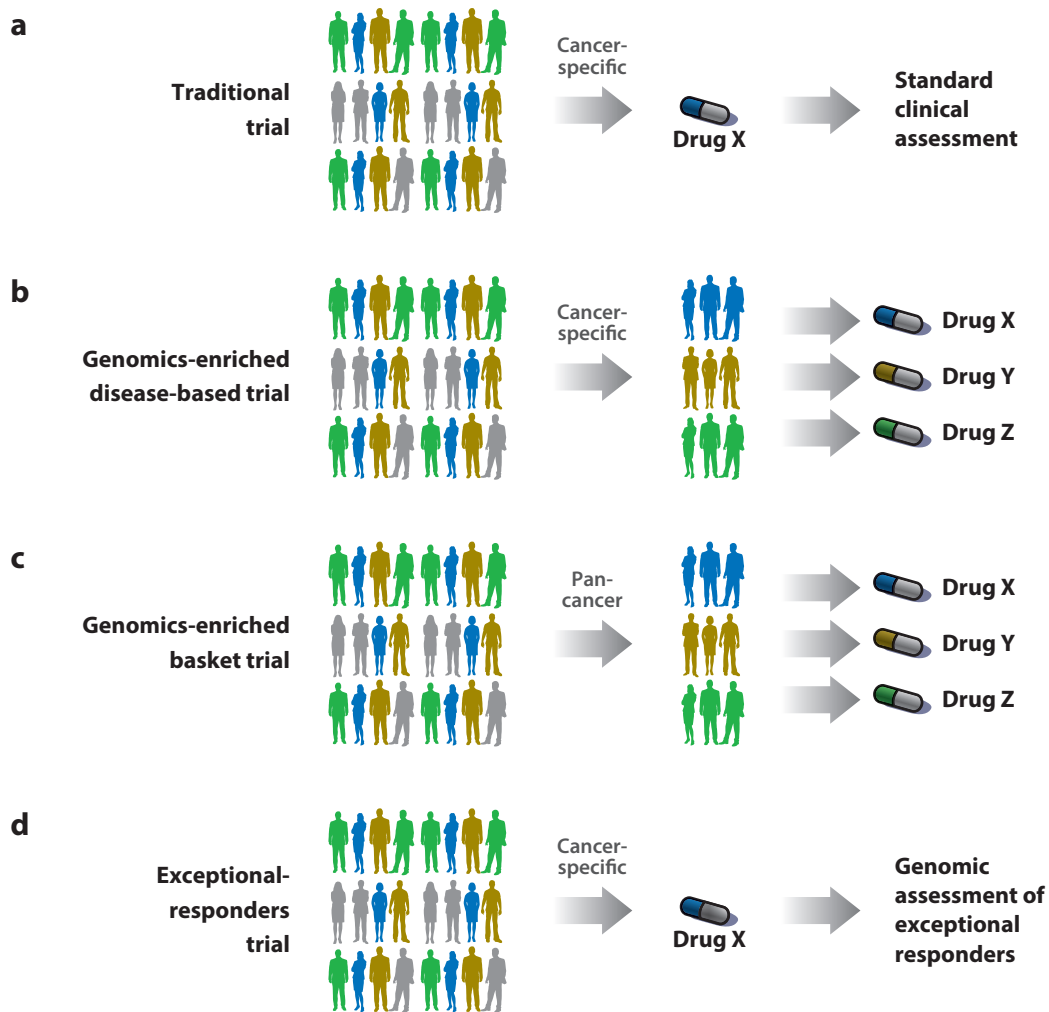 a
Traditional
trial
Cancer-
specific
Drug X
Standard
clinical
assessment
b
Genomics-enriched
disease-based trial
Cancer-
specific
Drug X
Drug Y
Drug Z
c
Genomics-enriched
basket trial
Pan-
cancer
Drug X
Drug Y
Drug Z
d
Exceptional-
responders
trial
Cancer-
specific
Drug X
Genomic
assessment of
exceptional
responders